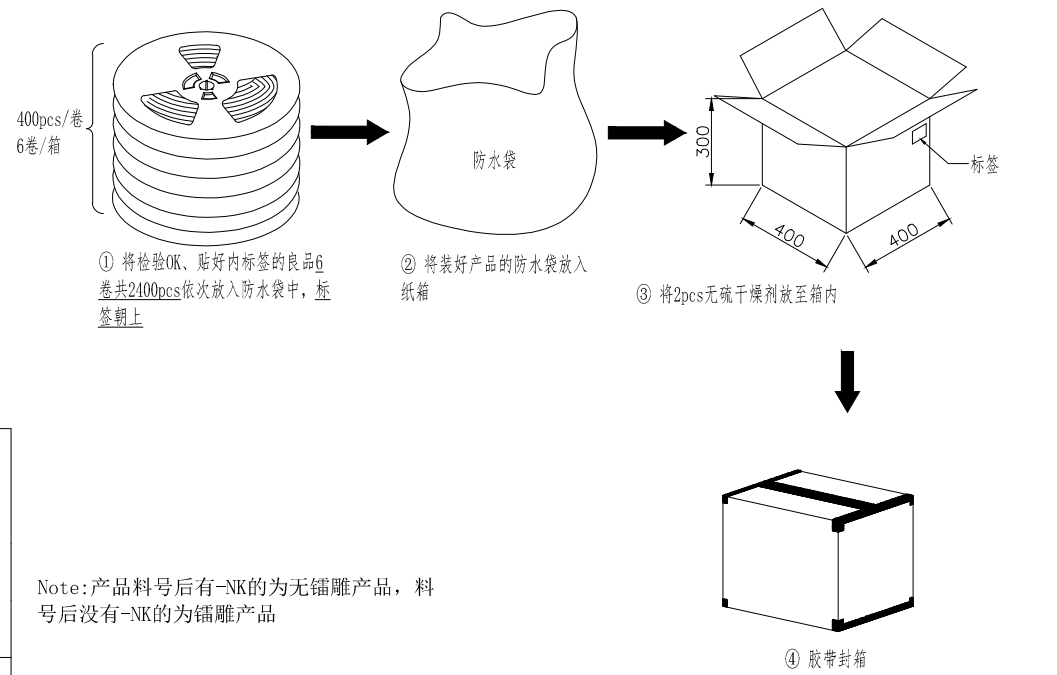 400pcs/卷
6卷/箱
防水袋
300
400
400
标签
① 将检验OK、贴好内标签的良品6
卷共2400pcs依次放入防水袋中，标
签朝上
② 将装好产品的防水袋放入
纸箱
③ 将2pcs无硫干燥剂放至箱内
④ 胶带封箱
Note:产品料号后有-NK的为无镭雕产品，料
号后没有-NK的为镭雕产品